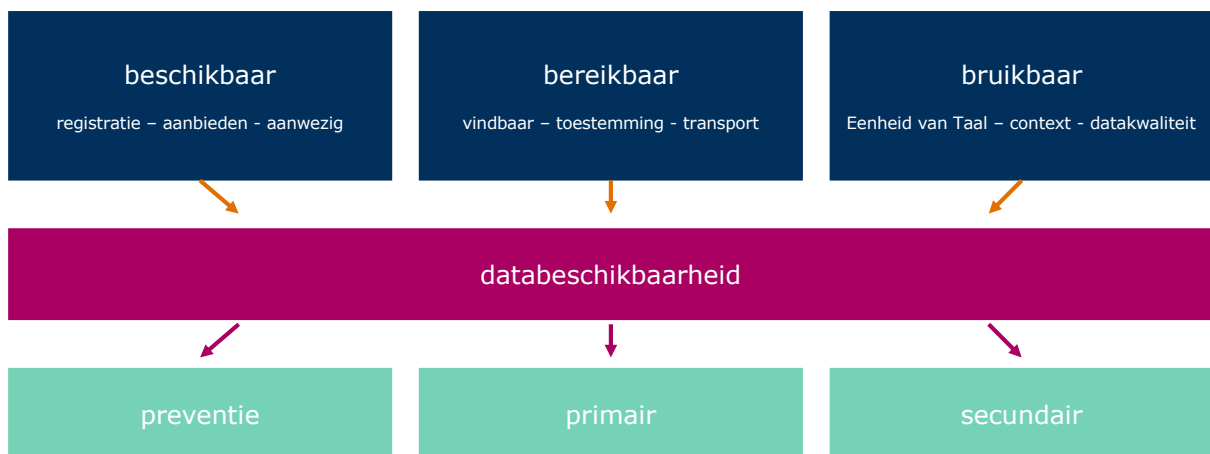 beschikbaar
registratie – aanbieden - aanwezig
bereikbaar
vindbaar – toestemming - transport
bruikbaar
Eenheid van Taal – context - datakwaliteit
databeschikbaarheid
preventie
primair
secundair